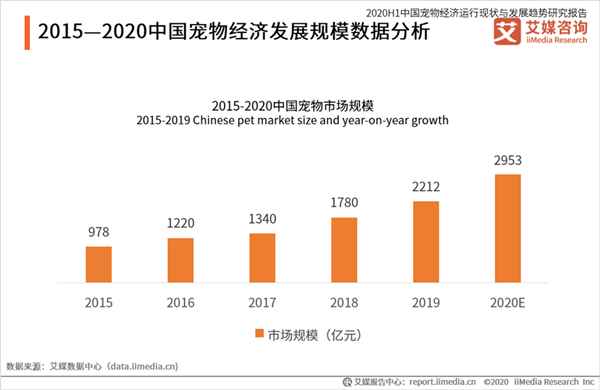 2020H1中国宠物经济运行现状与发展趋势研究报告
2015—2020中国宠物经济发展规模数据分析
艾媒咨询
iiMedia Research
2015-2020中国宠物市场规模
2015-2019 Chinese pet market size and year-on-year growth
2953
2212
1780
1340
1220
978
2015 2016 2017 2018 2019 2020E
市场规模（亿元）
数据来源：艾媒数据中心（data.iimedia.cn)
艾媒报告中心：report.iimedia.cn ©2020 iiMedia Research Inc